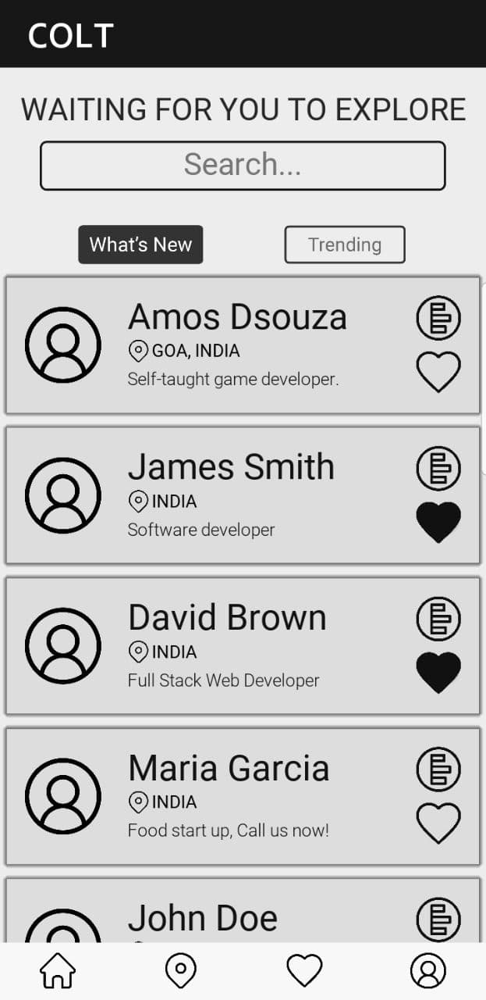 COLT
WAITING FOR YOU TO EXPLORE
Search...
What's New
Trending
Amos Dsouza
GOA, INDIA
Self-taught game developer.
James Smith
INDIA
Software developer
David Brown
INDIA
Full Stack Web Developer
Maria Garcia
INDIA
Food start up, Call us now!
John Doe